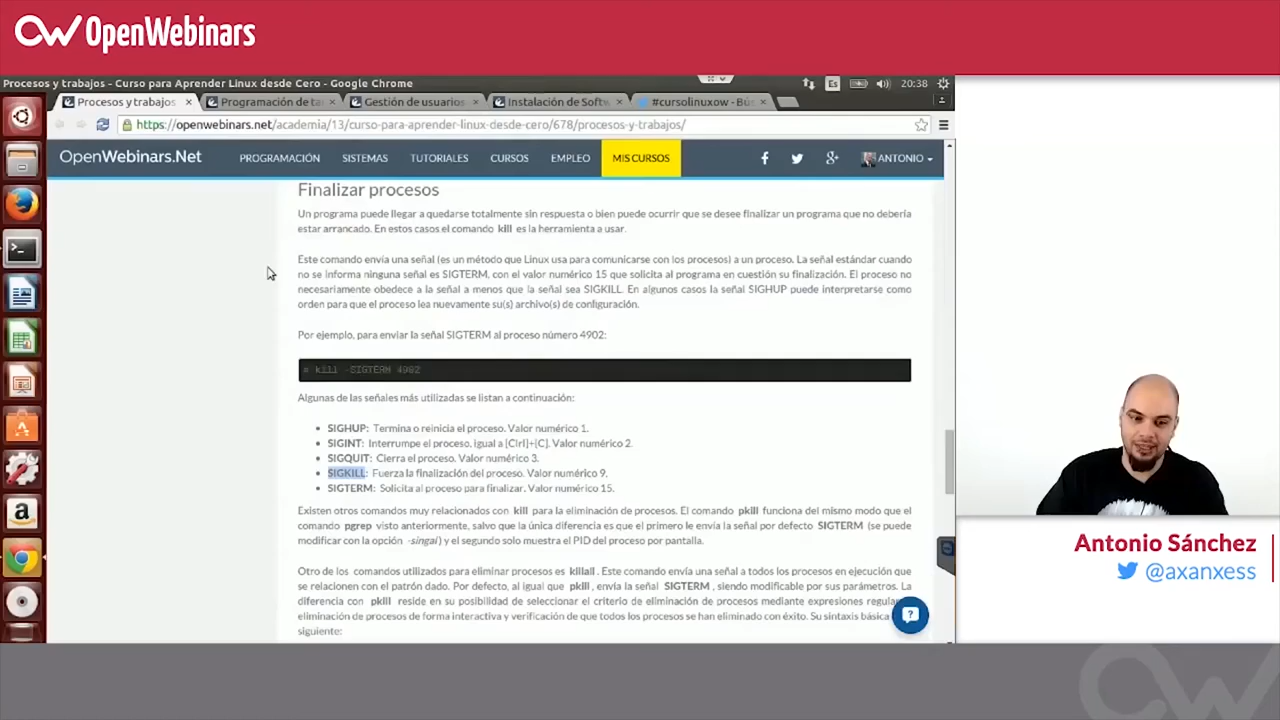 OpenWebinars
Procesos y trabajos - Curso para Aprender Linux desde Cero - Google Chrome
Es
20:38
Procesos y trabajos
Programación de ta
Gestión de usuarios
Instalación de Softw
#cursolinuxow - Bús
https://openwebinars.net/academia/13/curso-para-aprender-linux-desde-cero/678/procesos-y-trabajos/
OpenWebinars.Net
PROGRAMACIÓN
SISTEMAS
TUTORIALES
CURSOS
EMPLEO
MIS CURSOS
ANTONIO
Finalizar procesos
Un programa puede llegar a quedarse totalmente sin respuesta o bien puede ocurrir que se desee finalizar un programa que no debería
estar arrancado. En estos casos el comando kill es la herramienta a usar.
Este comando envía una señal (es un método que Linux usa para comunicarse con los procesos) a un proceso. La señal estándar cuando
no se informa ninguna señal es SIGTERM, con el valor numérico 15 que solicita al programa en cuestión su finalización. El proceso no
necesariamente obedece a la señal a menos que la señal sea SIGKILL. En algunos casos la señal SIGHUP puede interpretarse como
orden para que el proceso lea nuevamente su(s) archivo(s) de configuración.
Por ejemplo, para enviar la señal SIGTERM al proceso número 4902:
# kill -SIGTERM 4902
Algunas de las señales más utilizadas se listan a continuación:
SIGHUP: Termina o reinicia el proceso. Valor numérico 1.
SIGINT: Interrumpe el proceso, igual a [Ctrl]+[C]. Valor numérico 2.
SIGQUIT: Cierra el proceso. Valor numérico 3.
SIGKILL: Fuerza la finalización del proceso. Valor numérico 9.
SIGTERM: Solicita al proceso para finalizar. Valor numérico 15.
Existen otros comandos muy relacionados con kill para la eliminación de procesos. El comando pkill funciona del mismo modo que el
comando pgrep visto anteriormente, salvo que la única diferencia es que el primero le envía la señal por defecto SIGTERM (se puede
modificar con la opción -singal) y el segundo solo muestra el PID del proceso por pantalla.
Otro de los comandos utilizados para eliminar procesos es killall. Este comando envía una señal a todos los procesos en ejecución que
se relacionen con el patrón dado. Por defecto, al igual que pkill, envía la señal SIGTERM, siendo modificable por sus parámetros. La
diferencia con pkill reside en su posibilidad de seleccionar el criterio de eliminación de procesos mediante expresiones regula
eliminación de procesos de forma interactiva y verificación de que todos los procesos se han eliminado con éxito. Su sintaxis básica
siguiente:
Antonio Sánchez
@axanxess